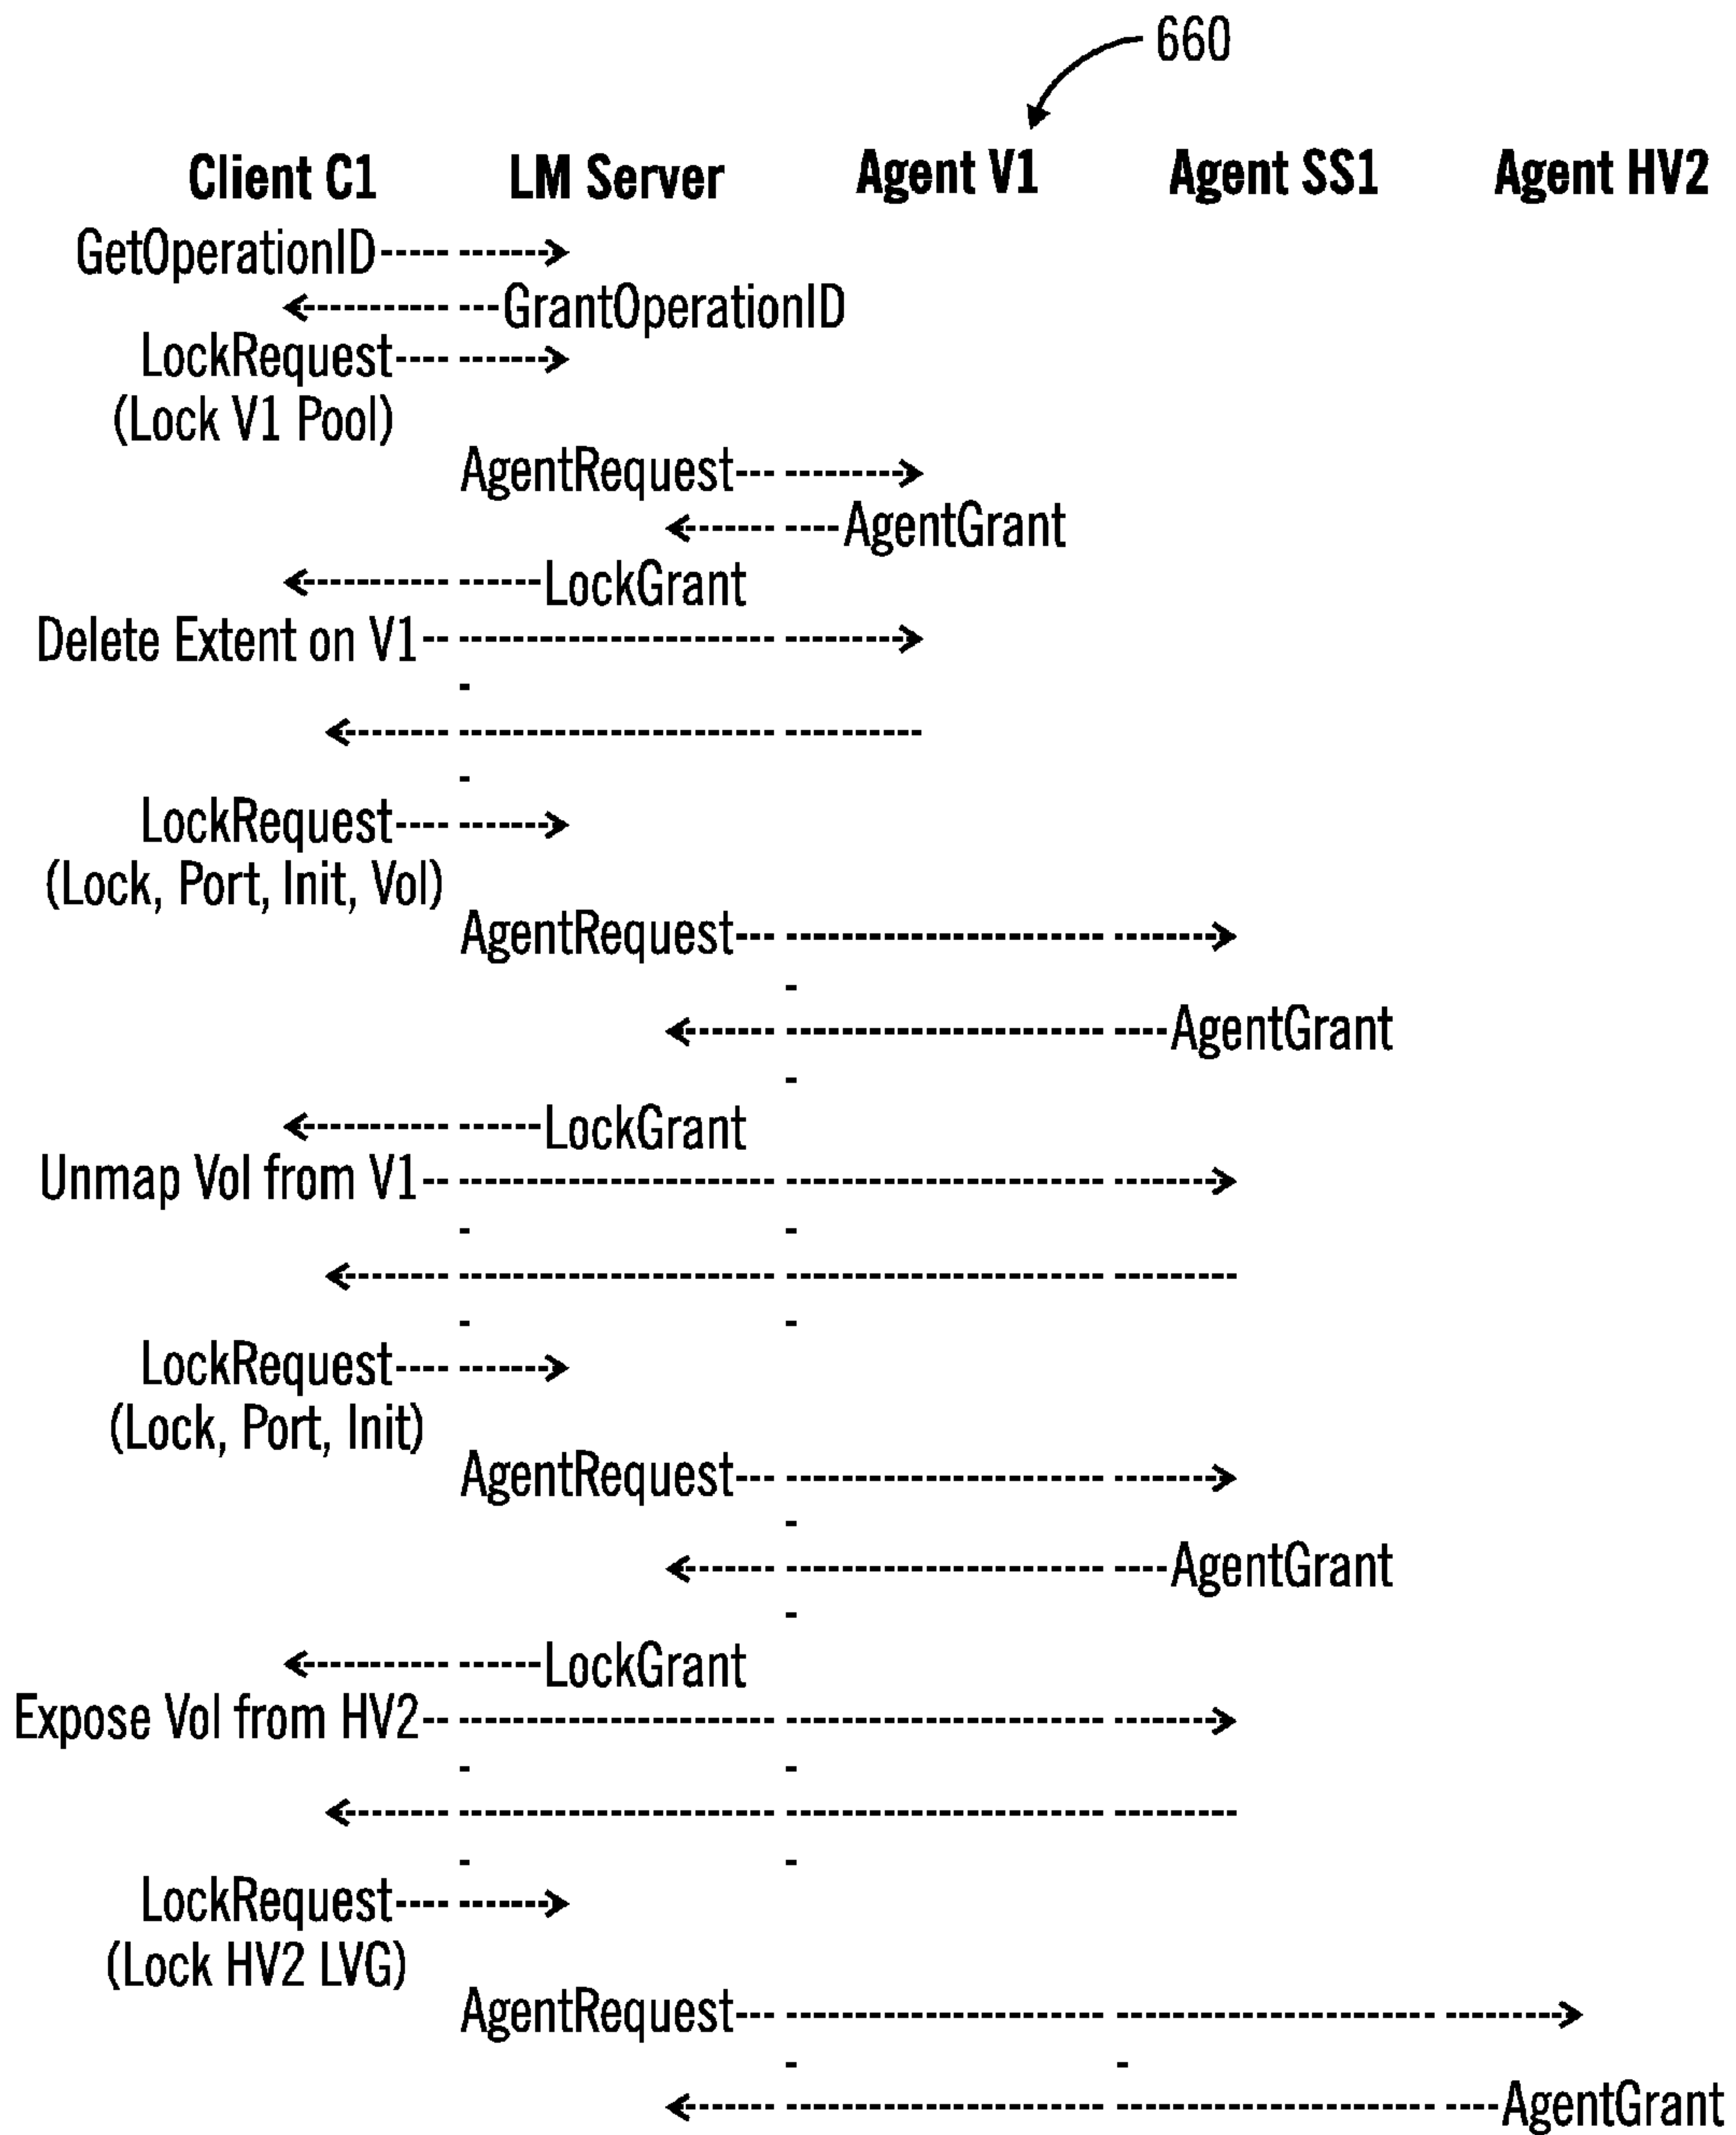 660
Client C1 LM Server Agent V1 Agent SS1 Agent HV2
GetOperationID
GrantOperationID
LockRequest
(Lock V1 Pool)
AgentRequest
AgentGrant
LockGrant
Delete Extent on V1
LockRequest
(Lock, Port, Init, Vol)
AgentRequest
AgentGrant
LockGrant
Unmap Vol from V1
LockRequest
(Lock, Port, Init)
AgentRequest
AgentGrant
LockGrant
Expose Vol from HV2
LockRequest
(Lock HV2 LVG)
AgentRequest
AgentGrant